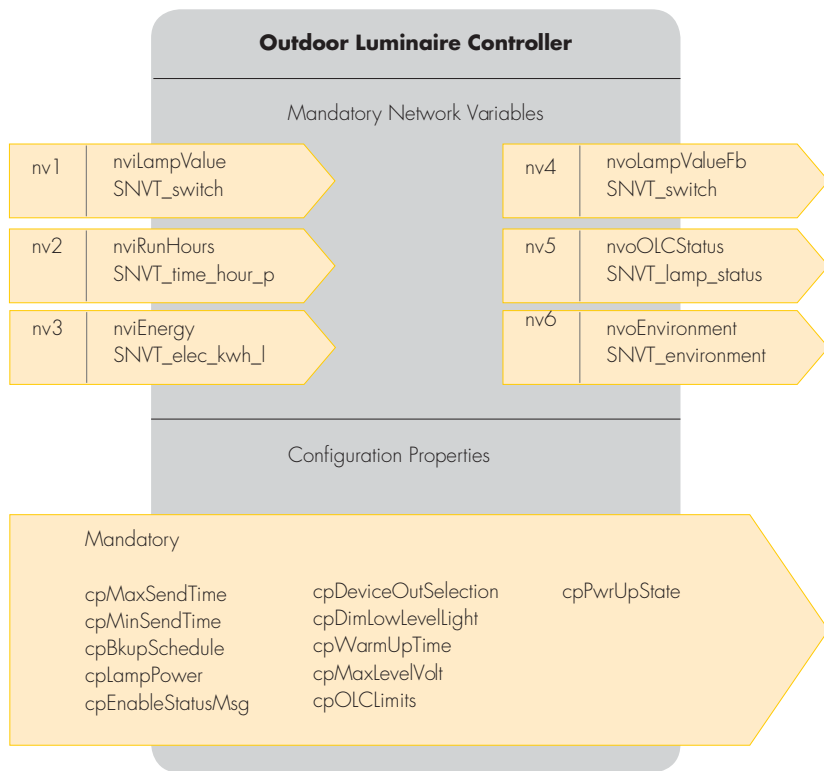 Outdoor Luminaire Controller
Mandatory Network Variables
nv1
nviLampValue
SNVT_switch
nv2
nviRunHours
SNVT_time_hour_p
nv3
nviEnergy
SNVT_elec_kwh_l
nv4
nvoLampValueFb
SNVT_switch
nv5
nvoOLCStatus
SNVT_lamp_status
nv6
nvoEnvironment
SNVT_environment
Configuration Properties
Mandatory
cpMaxSendTime
cpMinSendTime
cpBkupSchedule
cpLampPower
cpEnableStatusMsg
cpDeviceOutSelection
cpDimLowLevelLight
cpWarmUpTime
cpMaxLevelVolt
cpOLCLimits
cpPwrUpState